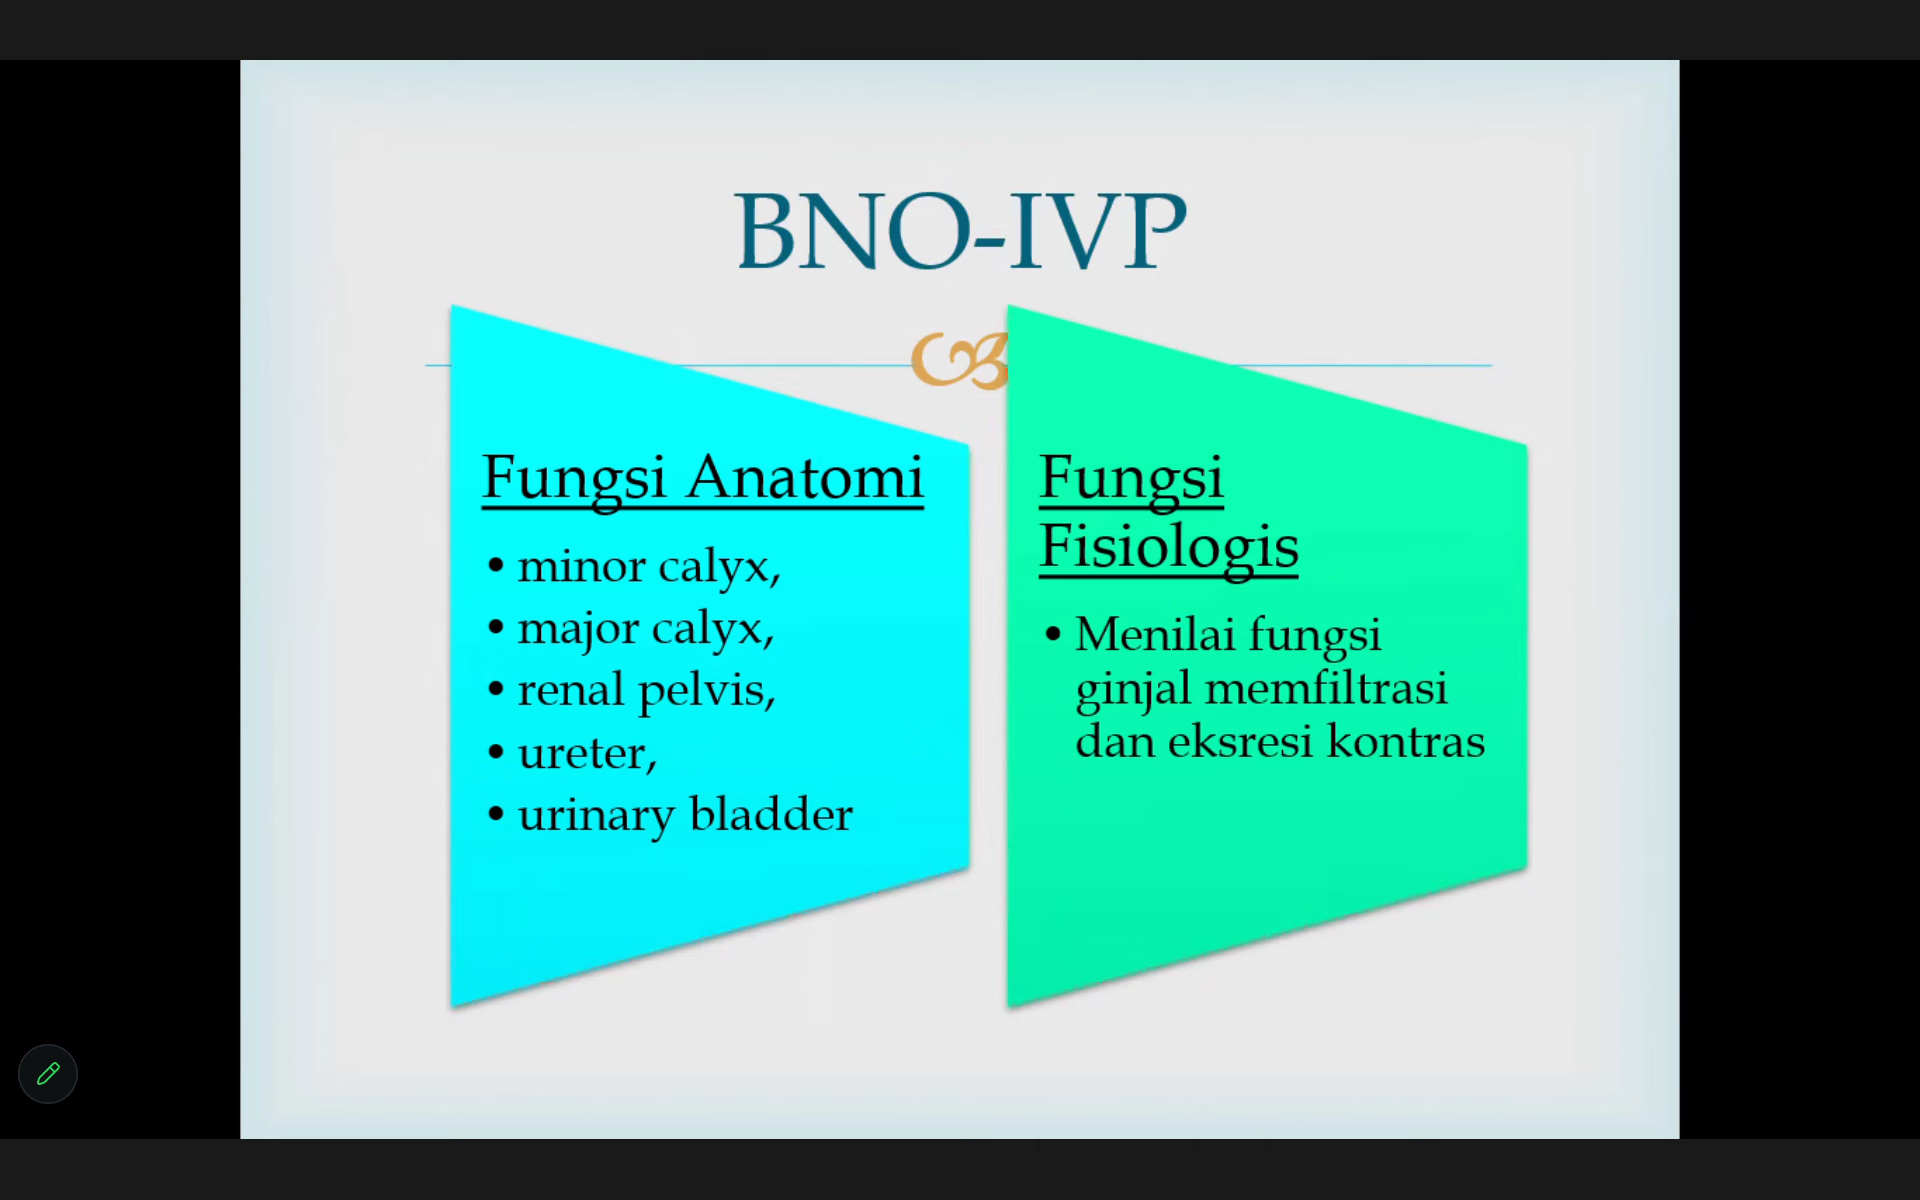 BNO-IVP
Fungsi Anatomi
• minor calyx,
• major calyx,
• renal pelvis,
• ureter,
• urinary bladder
Fungsi
Fisiologis
• Menilai fungsi
ginjal memfiltrasi
dan eksresi kontras